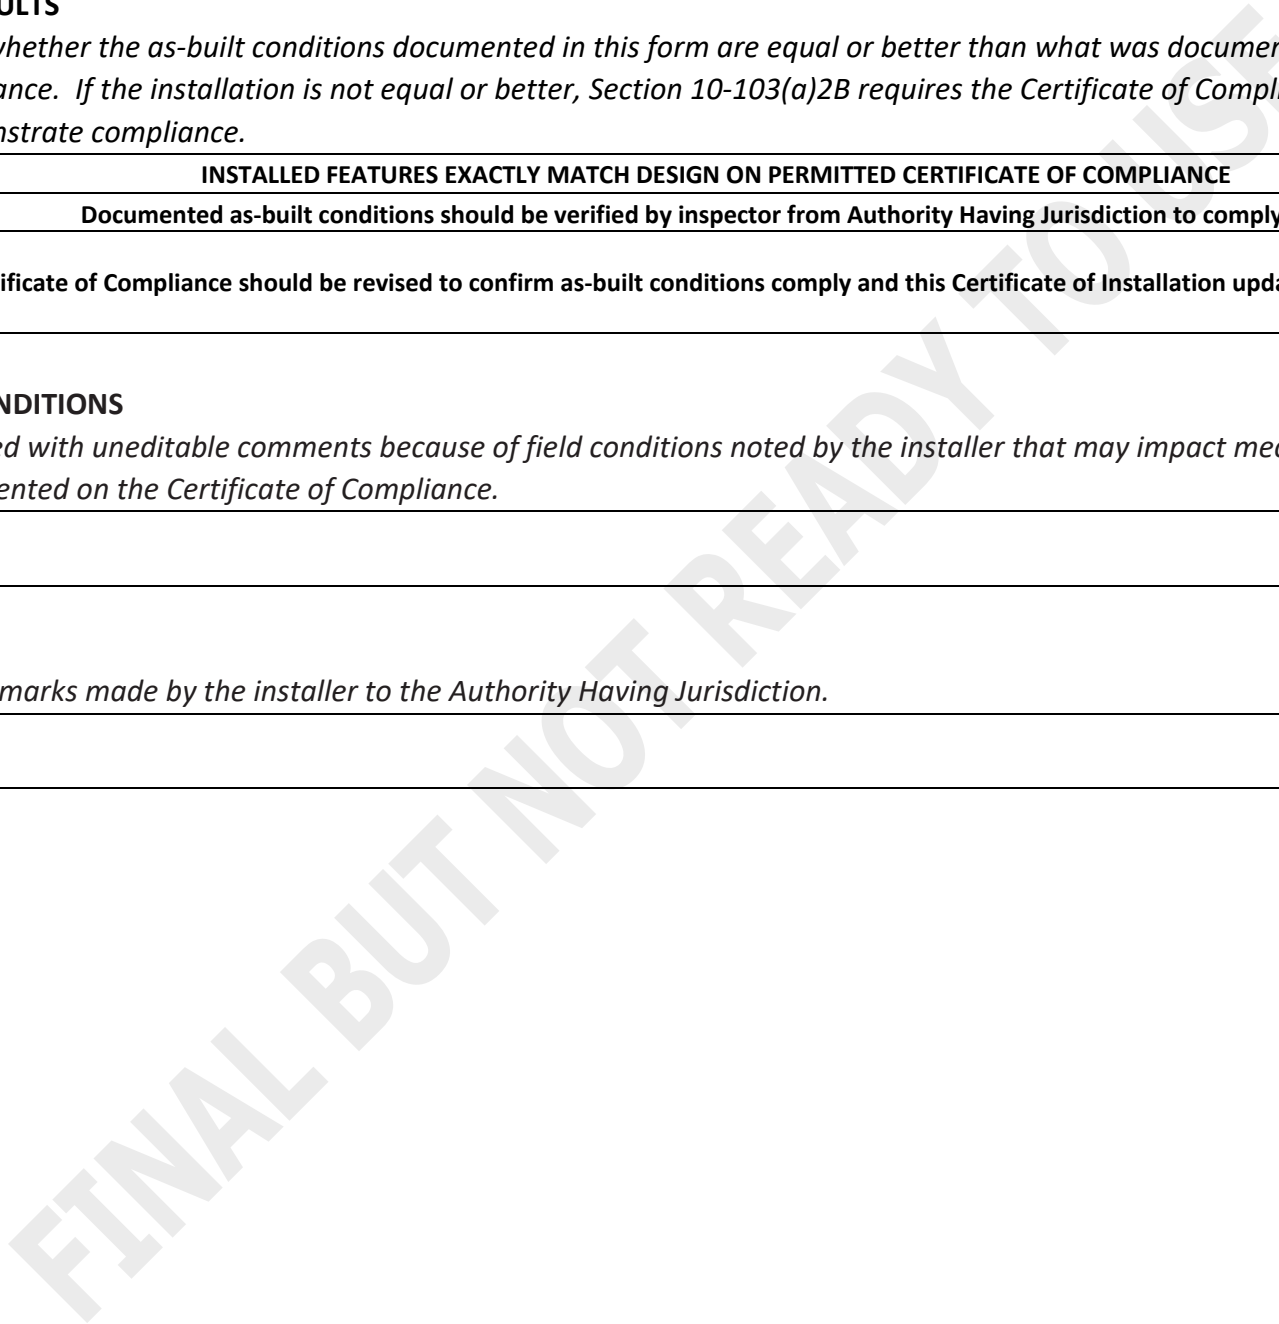 ULTS
whether the as-built conditions documented in this form are equal or better than what was documen
ance.  If the installation is not equal or better, Section 10-103(a)2B requires the Certificate of Compli
nstrate compliance.
INSTALLED FEATURES EXACTLY MATCH DESIGN ON PERMITTED CERTIFICATE OF COMPLIANCE
Documented as-built conditions should be verified by inspector from Authority Having Jurisdiction to comply
ificate of Compliance should be revised to confirm as-built conditions comply and this Certificate of Installation upda
NDITIONS
ed with uneditable comments because of field conditions noted by the installer that may impact mec
ented on the Certificate of Compliance.
marks made by the installer to the Authority Having Jurisdiction.
FINAL BUT NOT READY TO USE